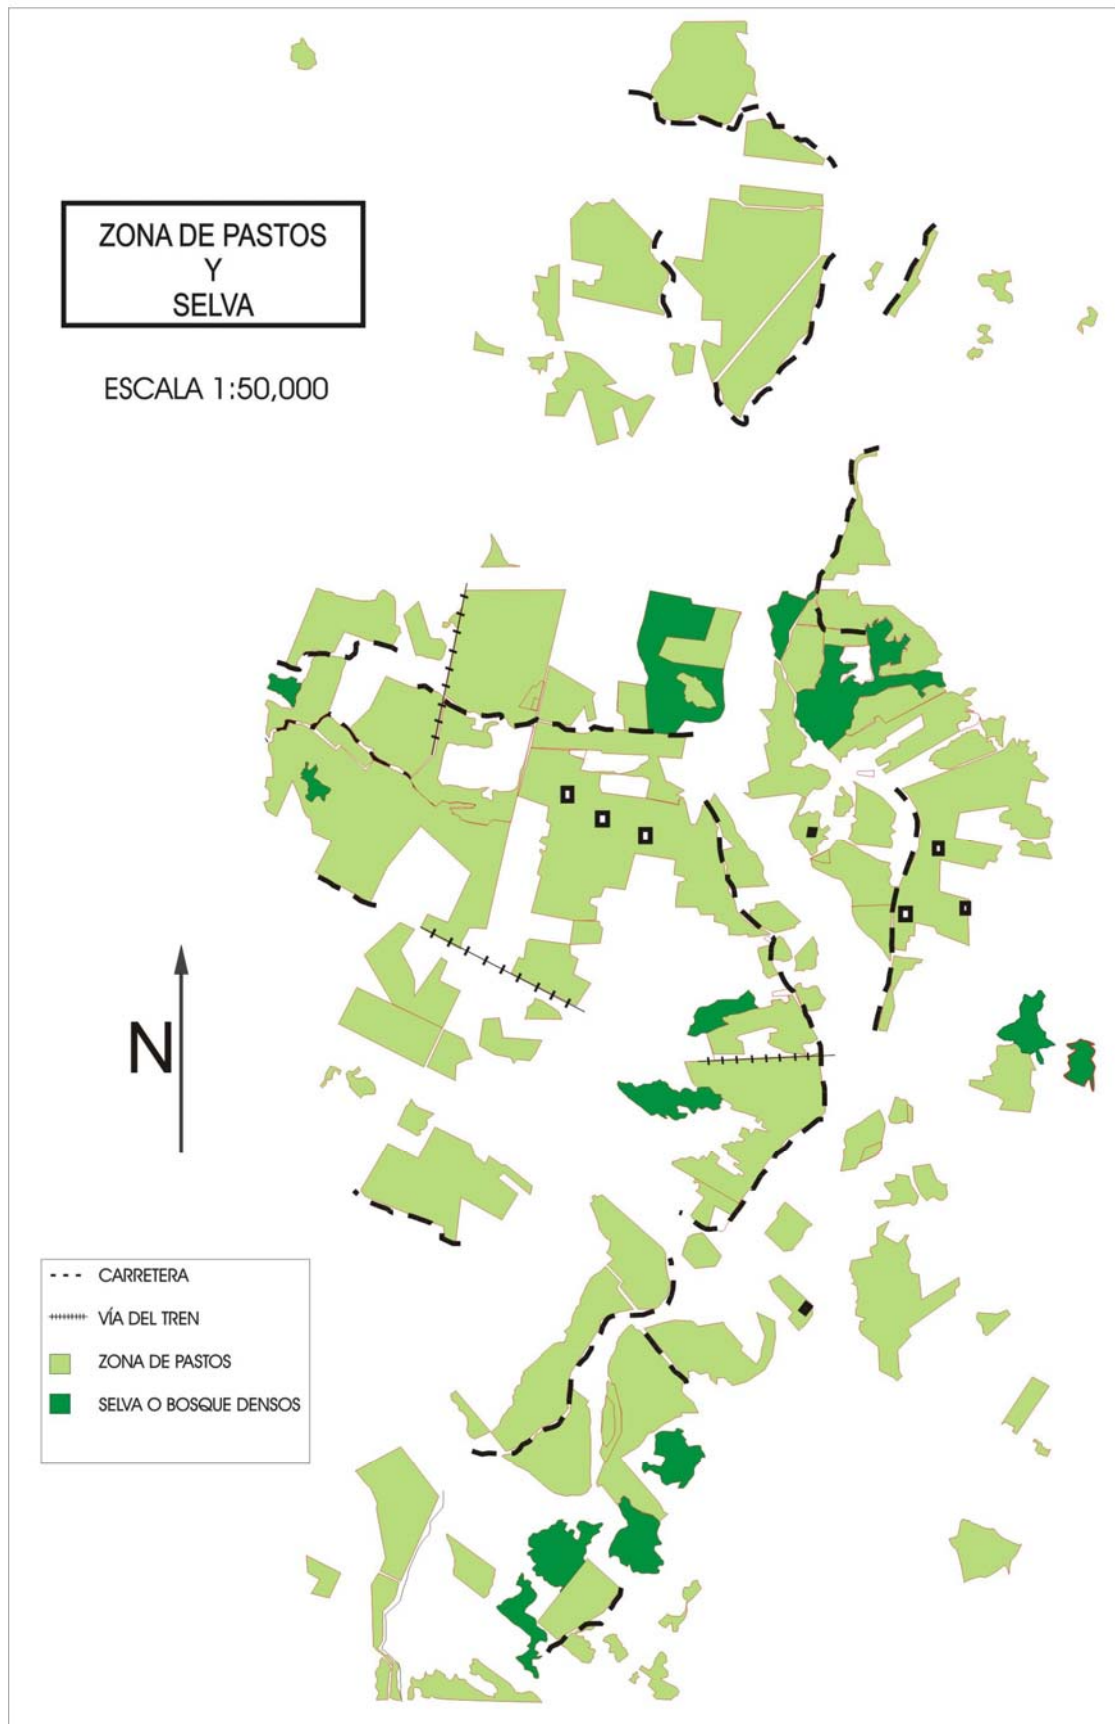 ZONA DE PASTOS
Y
SELVA
ESCALA 1:50,000
N
CARRETERA
VÍA DEL TREN
ZONA DE PASTOS
SELVA O BOSQUE DENSOS